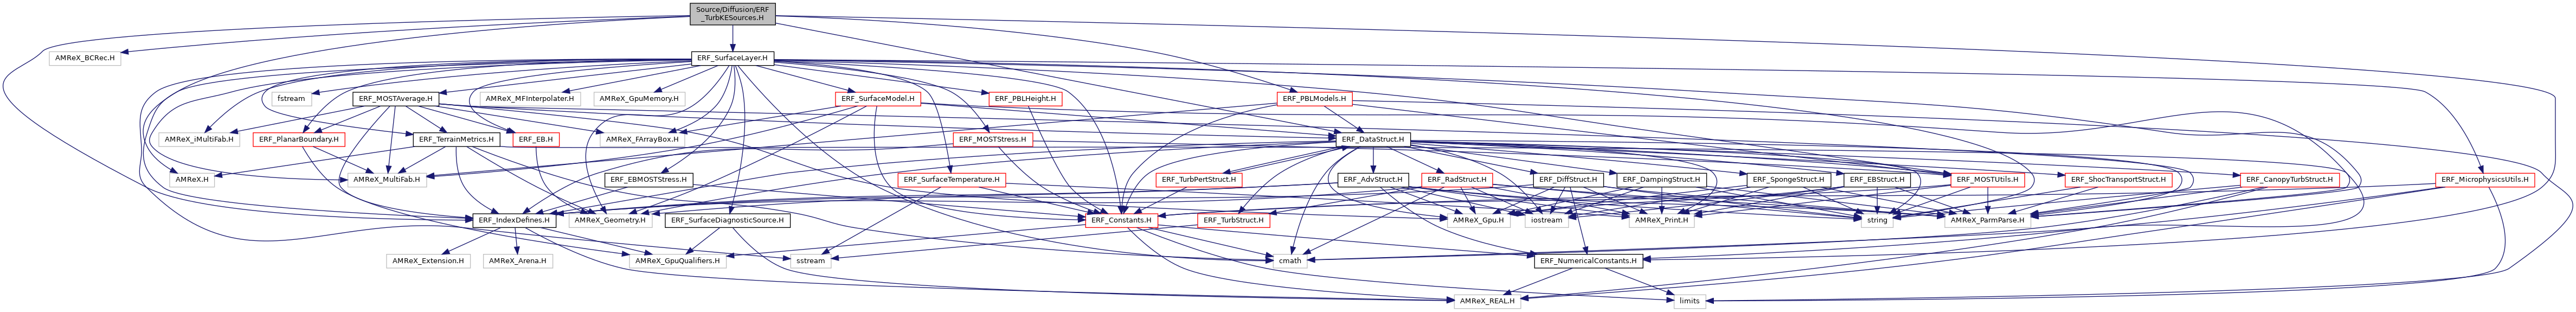 Source/Diffusion/ERF
_TurbKESources.H
AMReX_BCRec.H
ERF_SurfaceLayer.H
fstream
ERF_MOSTAverage.H
AMReX_MFInterpolater.H
AMReX_GpuMemory.H
ERF_SurfaceModel.H
ERF_PBLHeight.H
ERF_PBLModels.H
AMReX_iMultiFab.H
ERF_PlanarBoundary.H
ERF_TerrainMetrics.H
ERF_EB.H
AMReX_FArrayBox.H
ERF_MOSTStress.H
ERF_DataStruct.H
AMReX.H
AMReX_MultiFab.H
ERF_EBMOSTStress.H
ERF_SurfaceTemperature.H
ERF_TurbPertStruct.H
ERF_AdvStruct.H
ERF_RadStruct.H
ERF_DiffStruct.H
ERF_DampingStruct.H
ERF_SpongeStruct.H
ERF_EBStruct.H
ERF_MOSTUtils.H
ERF_ShocTransportStruct.H
ERF_CanopyTurbStruct.H
ERF_MicrophysicsUtils.H
ERF_IndexDefines.H
AMReX_Geometry.H
ERF_SurfaceDiagnosticSource.H
ERF_Constants.H
ERF_TurbStruct.H
AMReX_Gpu.H
iostream
AMReX_Print.H
string
AMReX_ParmParse.H
AMReX_Extension.H
AMReX_Arena.H
AMReX_GpuQualifiers.H
sstream
cmath
ERF_NumericalConstants.H
AMReX_REAL.H
limits